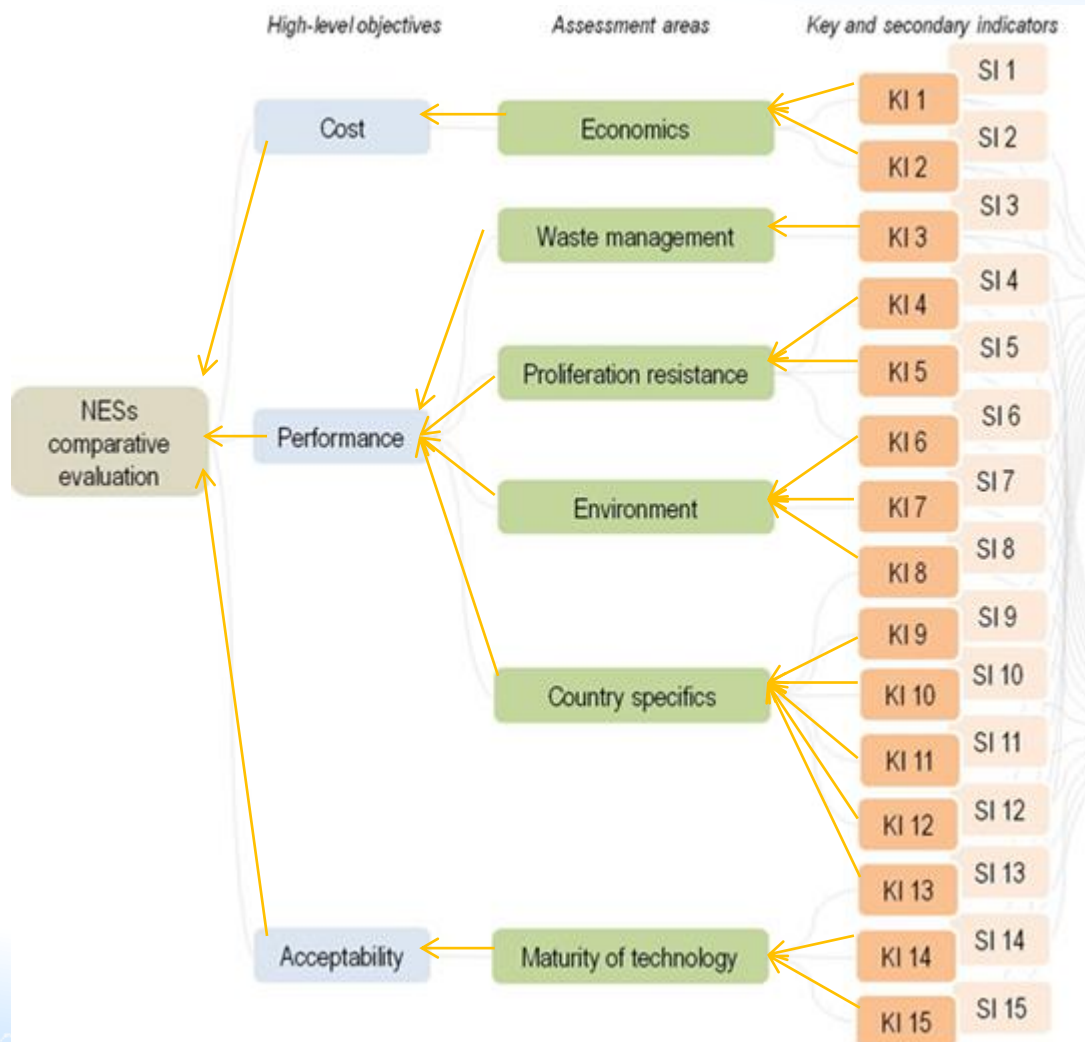 High-level objectives
Assessment areas
Key and secondary indicators
Cost
Performance
Acceptability
NESs
comparative
evaluation
Economics
Waste management
Proliferation resistance
Environment
Country specifics
Maturity of technology
KI 1
KI 2
KI 3
KI 4
KI 5
KI 6
KI 7
KI 8
KI 9
KI 10
KI 11
KI 12
KI 13
KI 14
KI 15
SI 1
SI 2
SI 3
SI 4
SI 5
SI 6
SI 7
SI 8
SI 9
SI 10
SI 11
SI 12
SI 13
SI 14
SI 15